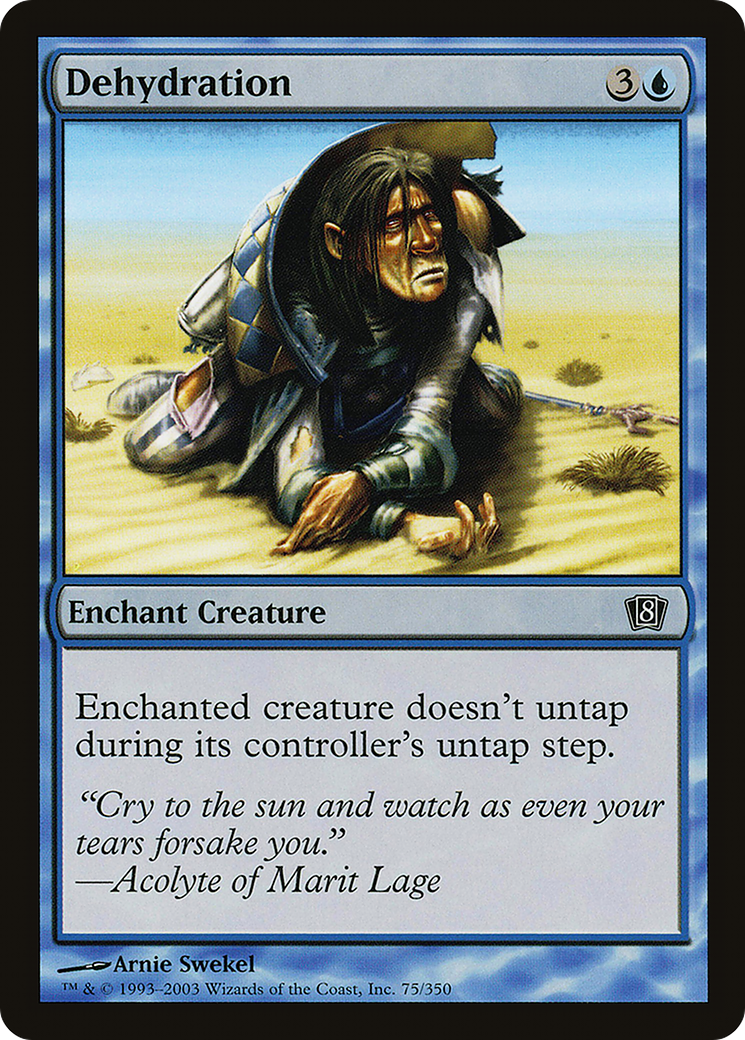 Dehydration
3
Enchant Creature
8
Enchanted creature doesn't untap
during its controller's untap step.
“Cry to the sun and watch as even your
tears forsake you.”
—Acolyte of Marit Lage
Arnie Swekel
™ & © 1993–2003 Wizards of the Coast, Inc. 75/350